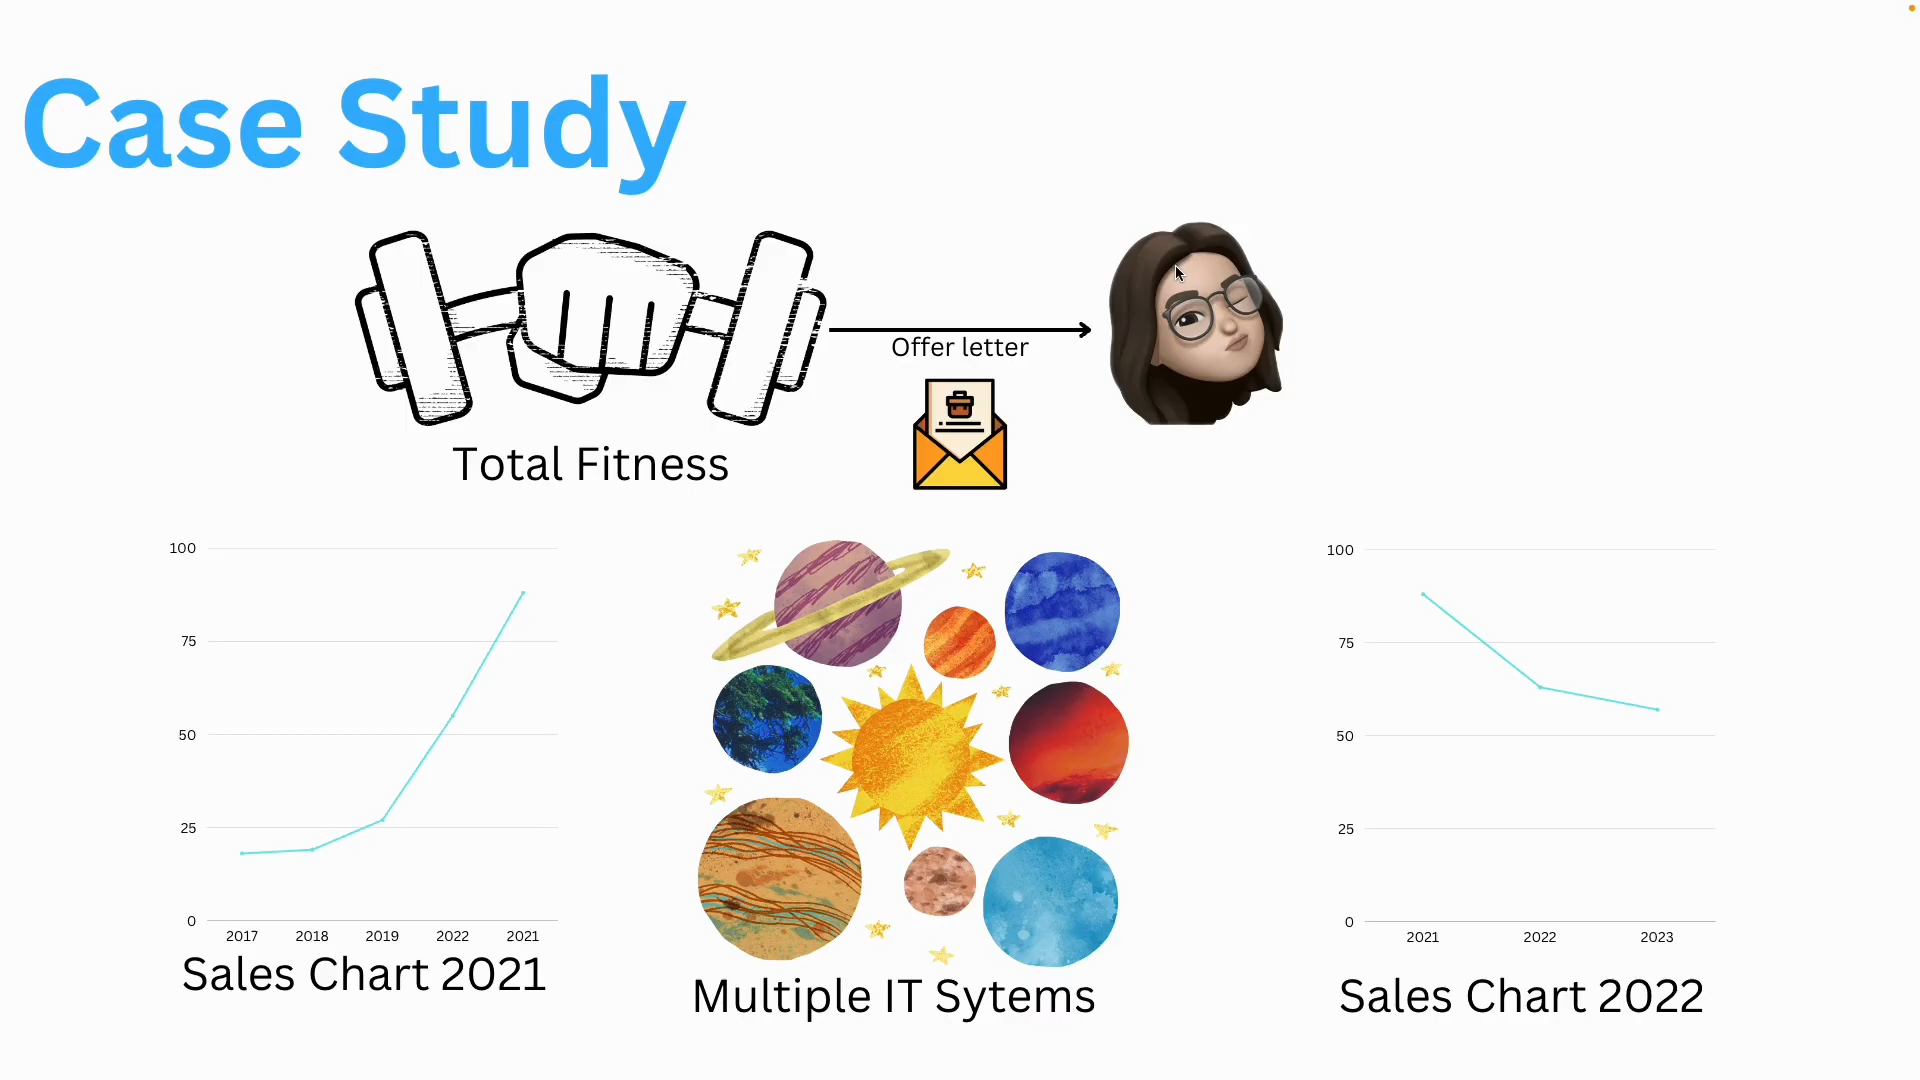 Case Study
Offer letter
Total Fitness
100
75
50
25
0
2017 2018 2019 2022 2021
Sales Chart 2021
Multiple IT Sytems
100
75
50
25
0
2021 2022 2023
Sales Chart 2022